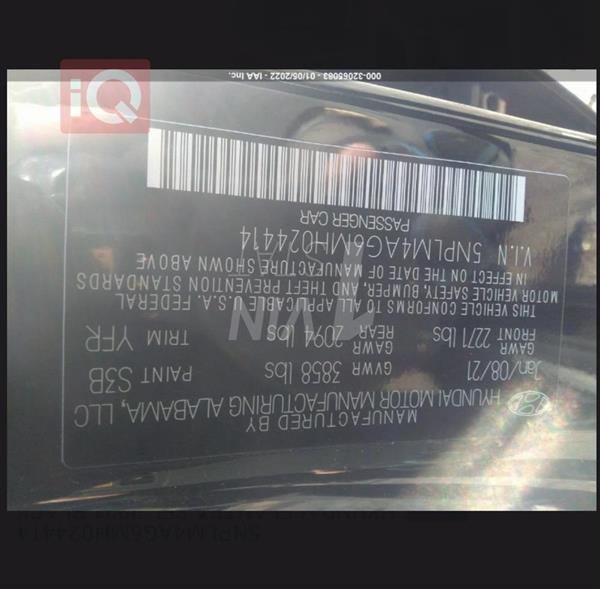 MANUFACTURED BY
HYUNDAI MOTOR MANUFACTURING ALABAMA, LLC
Jan/08/21 GVWR 3858 lbs PAINT S3B
GAWR FRONT 2271 lbs GAWR REAR 2094 lbs TRIM YFR
THIS VEHICLE CONFORMS TO ALL APPLICABLE U.S.A. FEDERAL
MOTOR VEHICLE SAFETY, BUMPER, AND THEFT PREVENTION STANDARDS
IN EFFECT ON THE DATE OF MANUFACTURE SHOWN ABOVE
V.I.N 5NPLM4AG6MH024414
PASSENGER CAR
000-32065083 - 01/05/2022 - IAA Inc.
iQ
1VIN
5NPLM4AG6MH024414